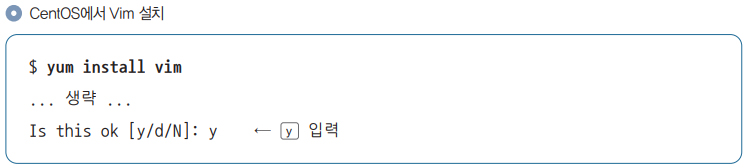 CentOS에서 Vim 설치
$ yum install vim
... 생략 ...
Is this ok [y/d/N]: y ← y 입력